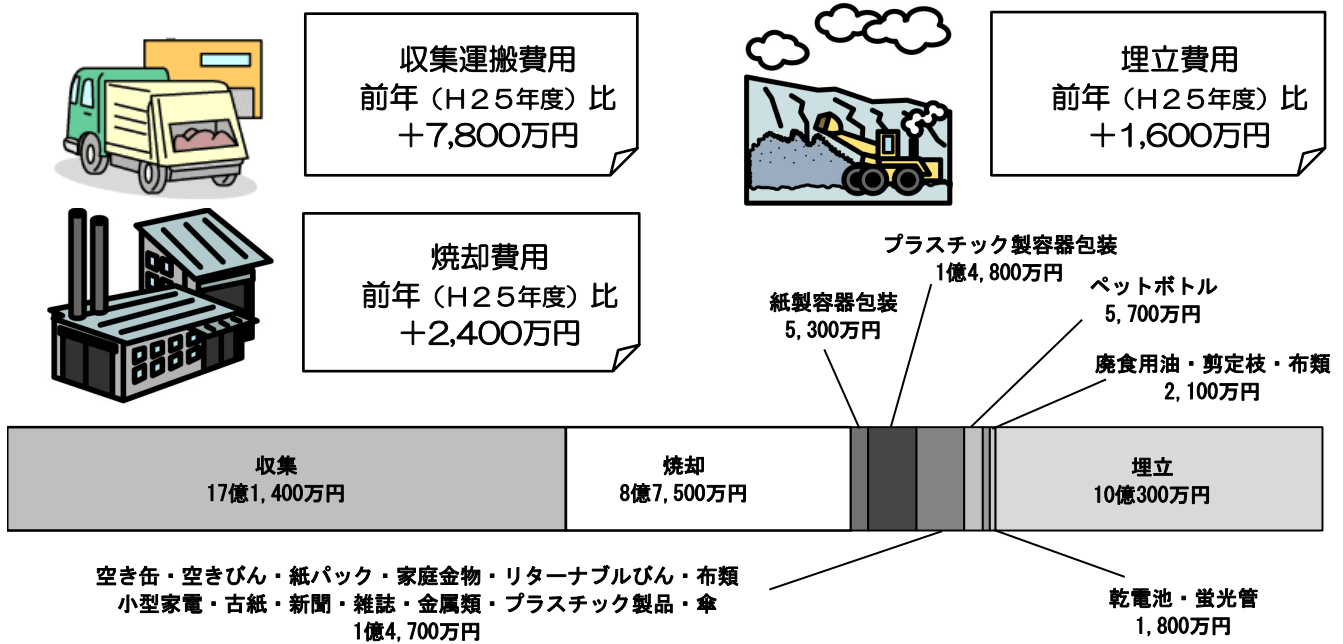 収集運搬費用
前年（H25年度）比
＋7,800万円
埋立費用
前年（H25年度）比
＋1,600万円
焼却費用
前年（H25年度）比
＋2,400万円
プラスチック製容器包装
1億4,800万円
紙製容器包装
5,300万円
ペットボトル
5,700万円
廃食用油・剪定枝・布類
2,100万円
収集
17億1,400万円
焼却
8億7,500万円
埋立
10億300万円
空き缶・空きびん・紙パック・家庭金物・リターナブルびん・布類
小型家電・古紙・新聞・雑誌・金属類・プラスチック製品・傘
1億4,700万円
乾電池・蛍光管
1,800万円